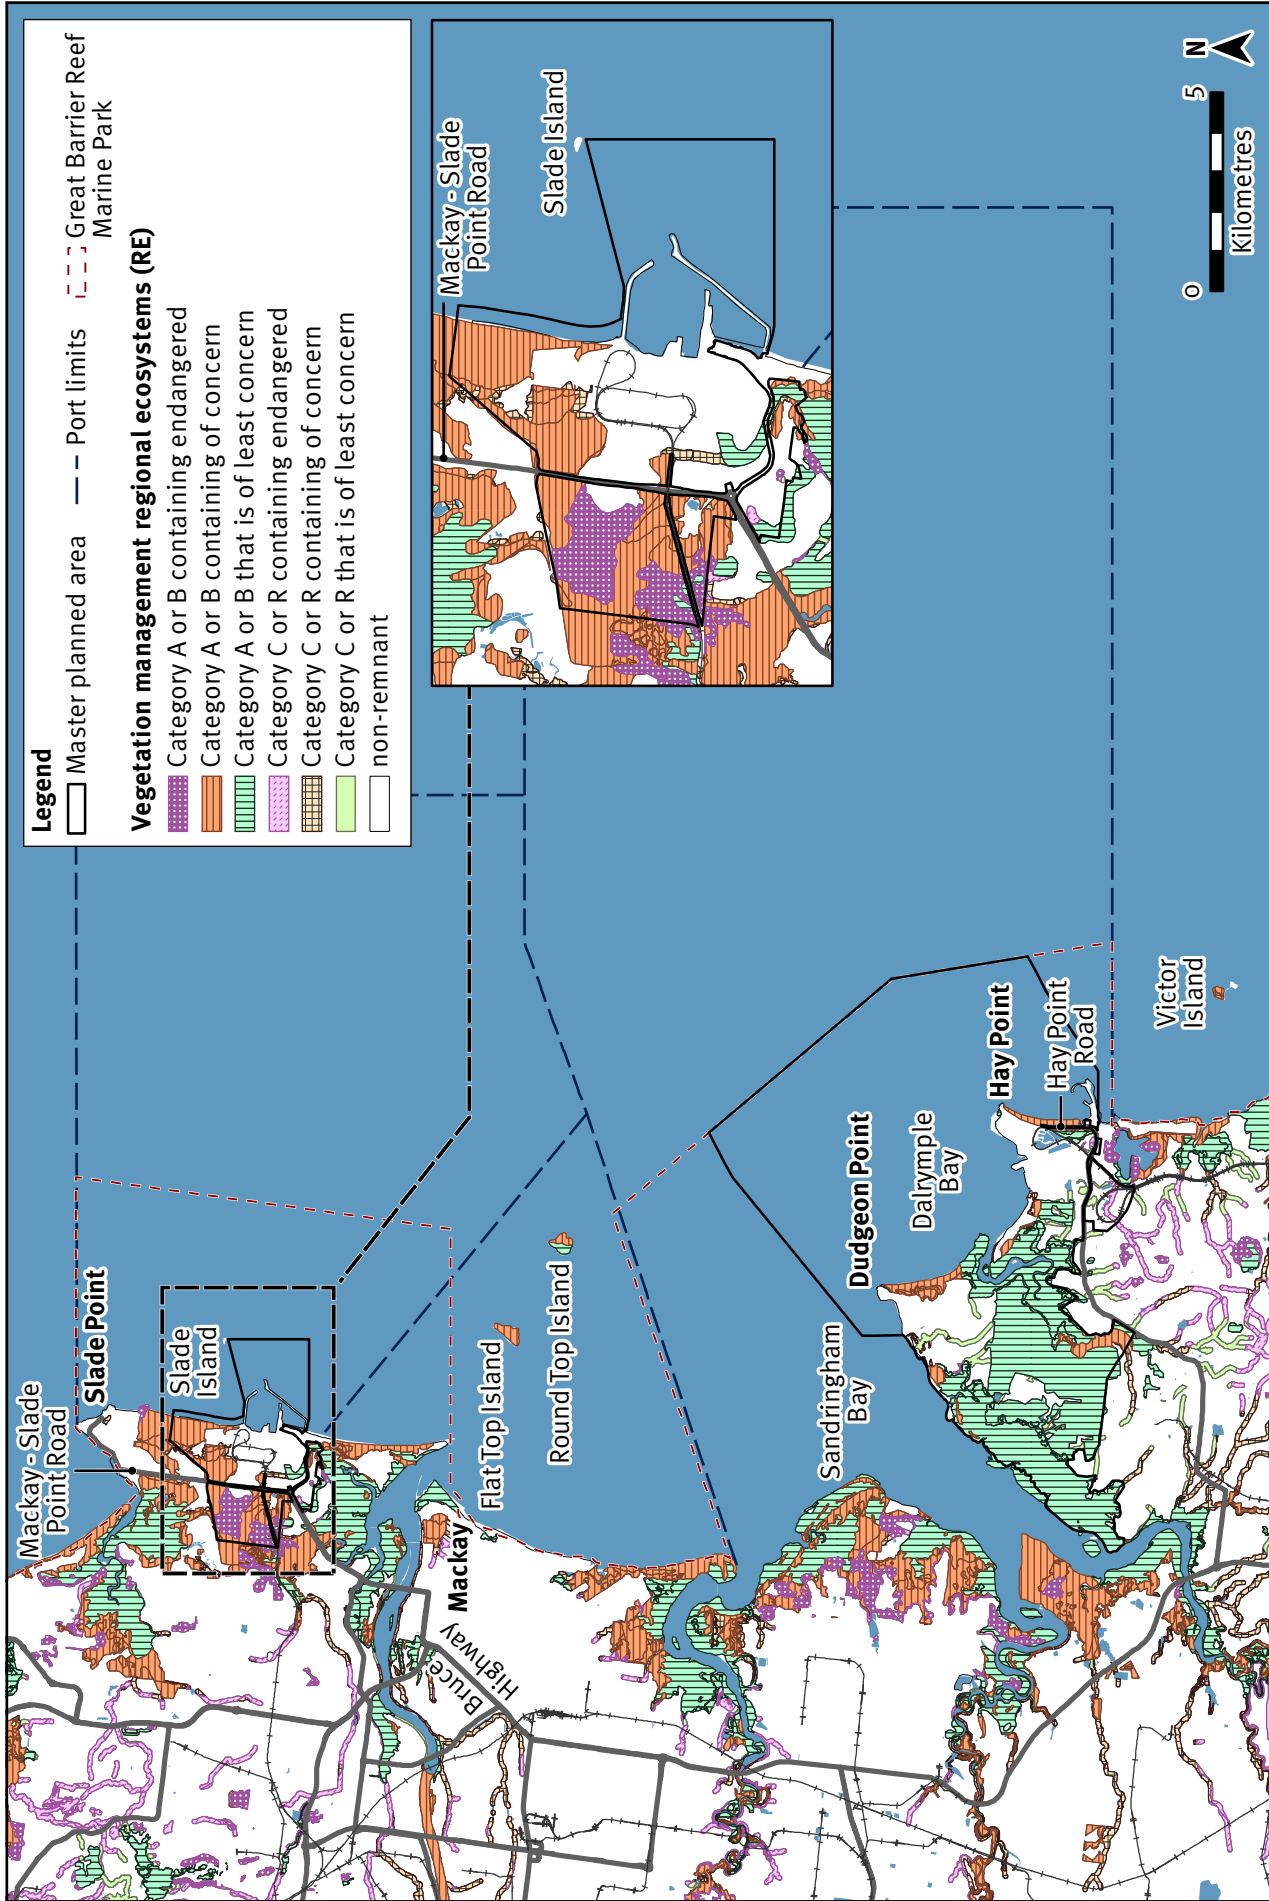 Legend
Master planned area
Port limits
Great Barrier Reef
Marine Park
Vegetation management regional ecosystems (RE)
Category A or B containing endangered
Category A or B containing of concern
Category A or B that is of least concern
Category C or R containing endangered
Category C or R containing of concern
Category C or R that is of least concern
non-remnant
Mackay - Slade
Point Road
Slade Island
Mackay - Slade
Point Road
Slade Point
Slade
Island
Flat Top Island
Round Top Island
Mackay
Bruce
Highway
Sandringham
Bay
Dudgeon Point
Dalrymple
Bay
Hay Point
Hay Point
Road
Victor
Island
N
0 5
Kilometres